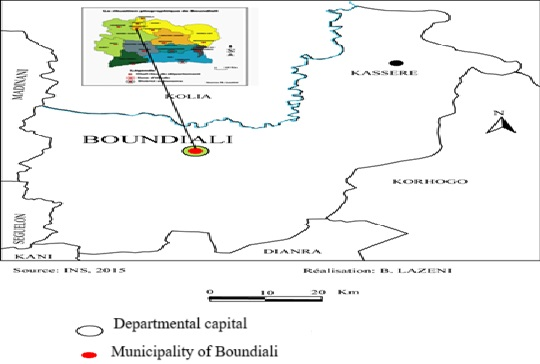 La situation géographique de Boundiali
Légende
KOLIA
KASSERE
MADINANI
N
BOUNDIALI
KORHOGO
SEGUELON
KANI
DIANRA
Source: INS, 2015
Réalisation: B. LAZENI
0 10 20 Km
Departmental capital
Municipality of Boundiali